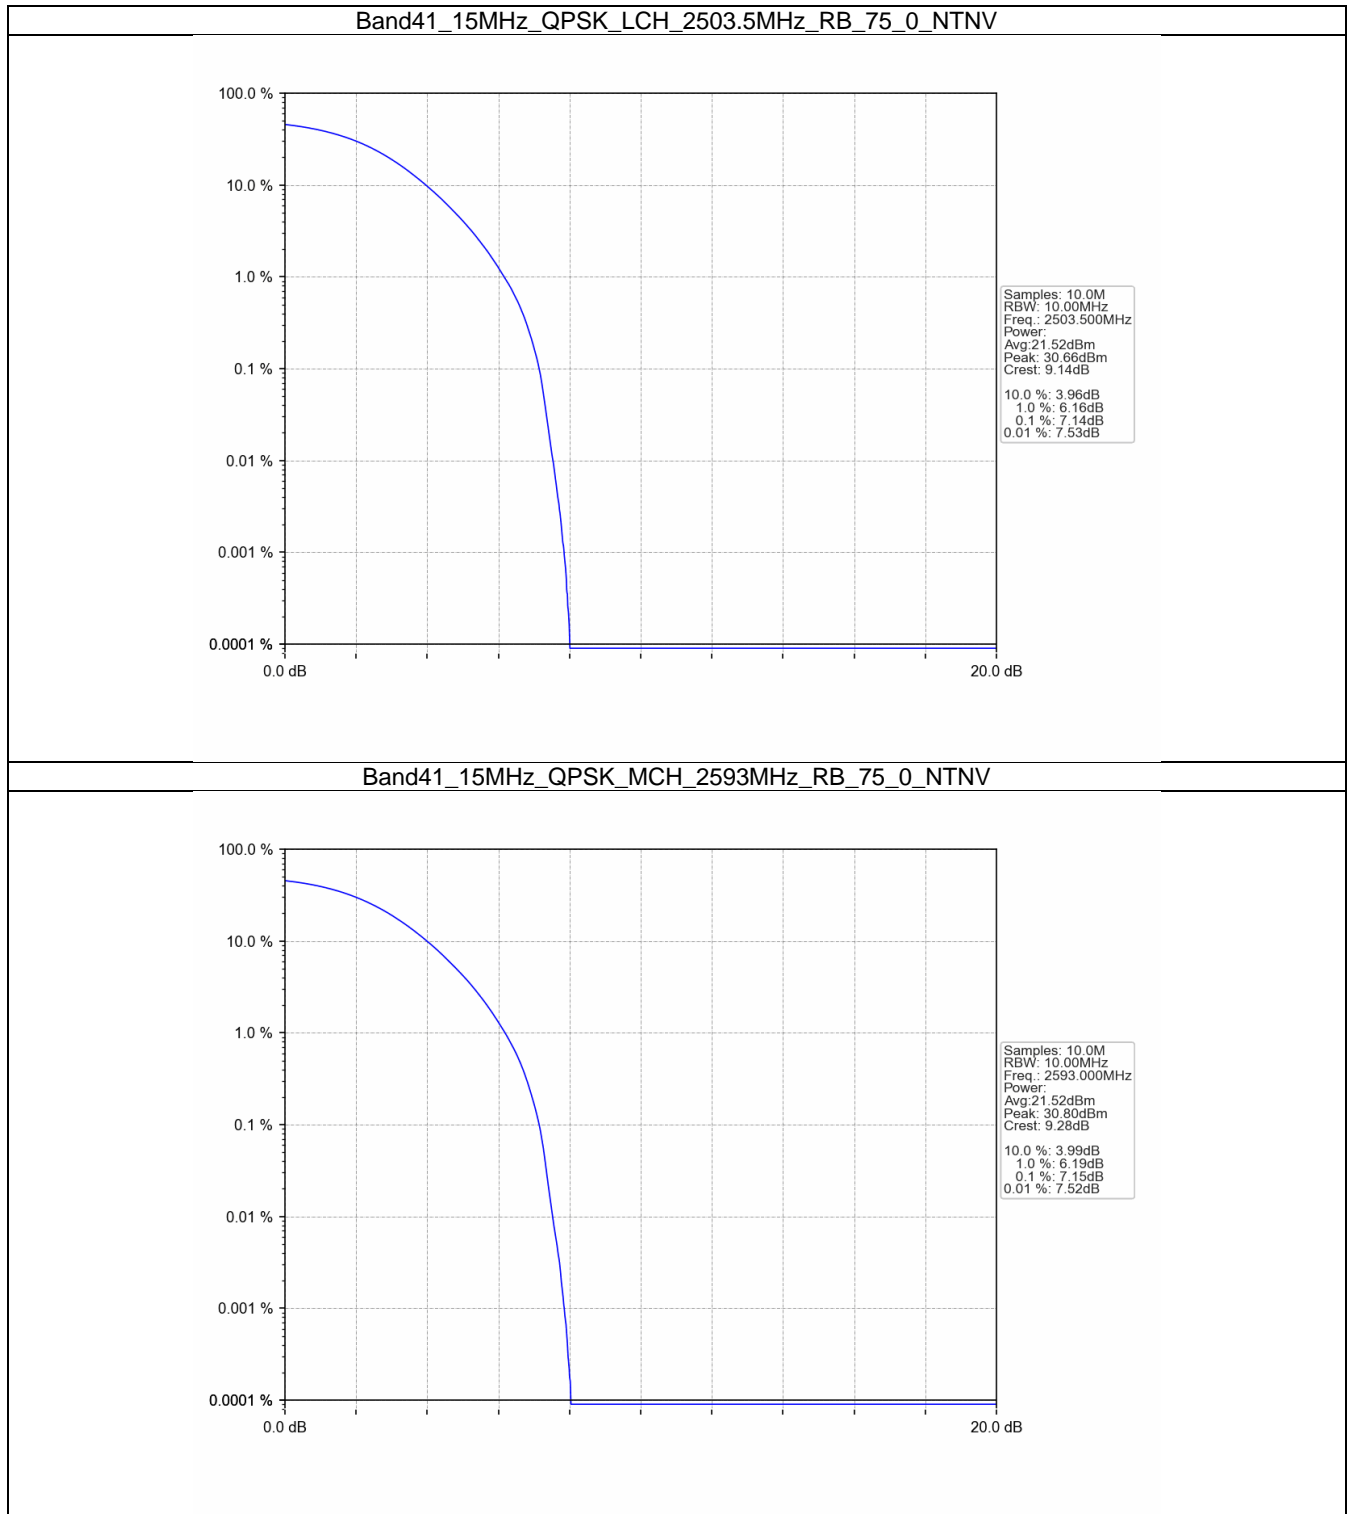 Band41_15MHz_QPSK_LCH_2503.5MHz_RB_75_0_NTNV
100.0 %
10.0 %
1.0 %
0.1 %
0.01 %
0.001 %
0.0001 %
0.0 dB
20.0 dB
Samples: 10.0M
RBW: 10.00MHz
Freq.: 2503.500MHz
Power:
Avg:21.52dBm
Peak: 30.66dBm
Crest: 9.14dB
10.0 %: 3.96dB
1.0 %: 6.16dB
0.1 %: 7.14dB
0.01 %: 7.53dB
Band41_15MHz_QPSK_MCH_2593MHz_RB_75_0_NTNV
100.0 %
10.0 %
1.0 %
0.1 %
0.01 %
0.001 %
0.0001 %
0.0 dB
20.0 dB
Samples: 10.0M
RBW: 10.00MHz
Freq.: 2593.000MHz
Power:
Avg:21.52dBm
Peak: 30.80dBm
Crest: 9.28dB
10.0 %: 3.99dB
1.0 %: 6.19dB
0.1 %: 7.15dB
0.01 %: 7.52dB